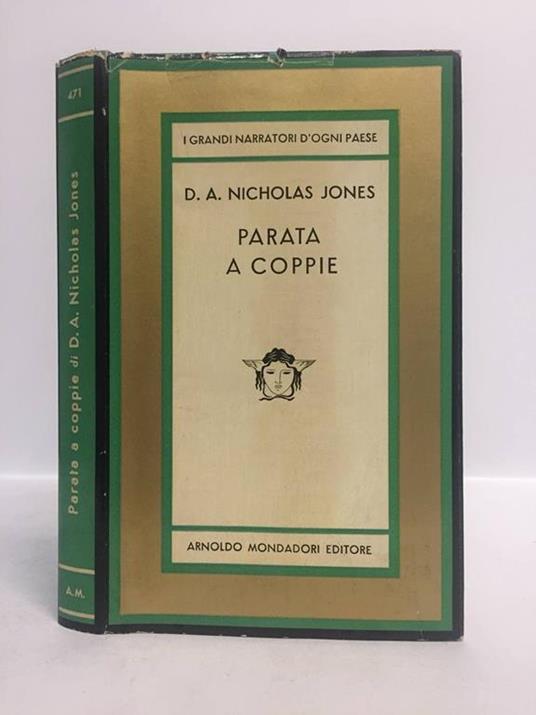 471
Parata a coppie di D. A. Nicholas Jones
A. M.
I GRANDI NARRATORI D'OGNI PAESE
D. A. NICHOLAS JONES
PARATA
A COPPIE
ARNOLDO MONDADORI EDITORE